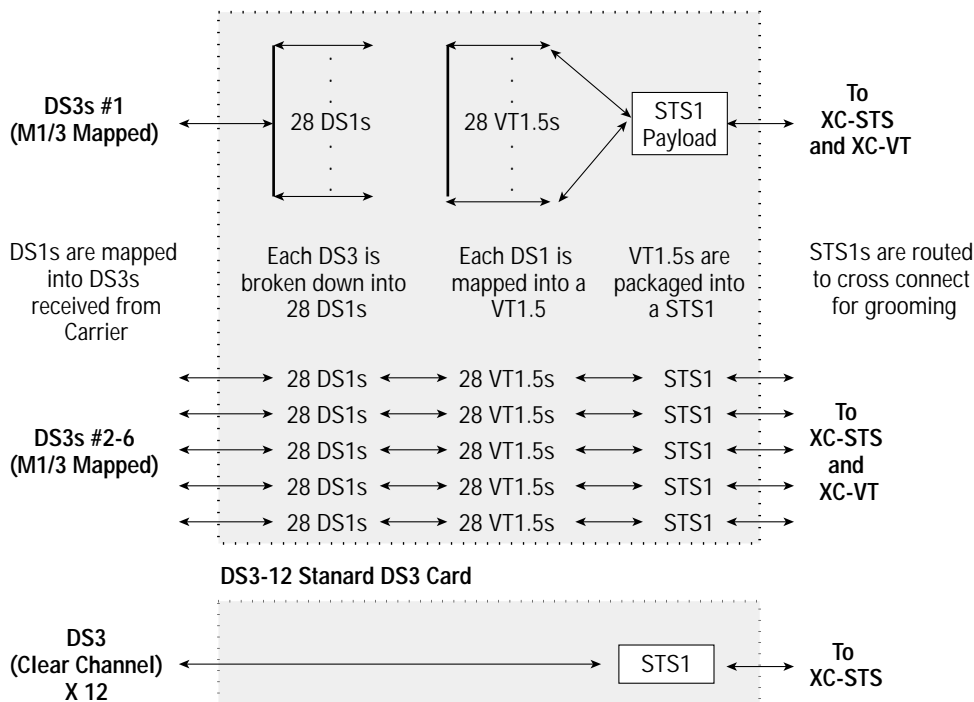 DS3s #1
(M1/3 Mapped)
28 DS1s
28 VT1.5s
STS1
Payload
To
XC-STS
and XC-VT
DS1s are mapped
into DS3s
received from
Carrier
Each DS3 is
broken down into
28 DS1s
Each DS1 is
mapped into a
VT1.5
VT1.5s are
packaged into
a STS1
STS1s are routed
to cross connect
for grooming
DS3s #2-6
(M1/3 Mapped)
28 DS1s 28 VT1.5s STS1
28 DS1s 28 VT1.5s STS1
28 DS1s 28 VT1.5s STS1
28 DS1s 28 VT1.5s STS1
28 DS1s 28 VT1.5s STS1
To
XC-STS
and
XC-VT
DS3-12 Stanard DS3 Card
DS3
(Clear Channel)
X 12
STS1
To
XC-STS